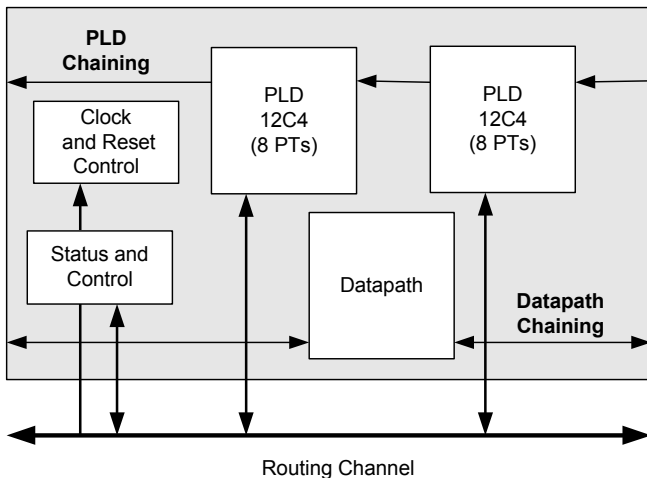 PLD
Chaining
PLD
12C4
(8 PTs)
PLD
12C4
(8 PTs)
Clock
and Reset
Control
Status and
Control
Datapath
Datapath
Chaining
Routing Channel